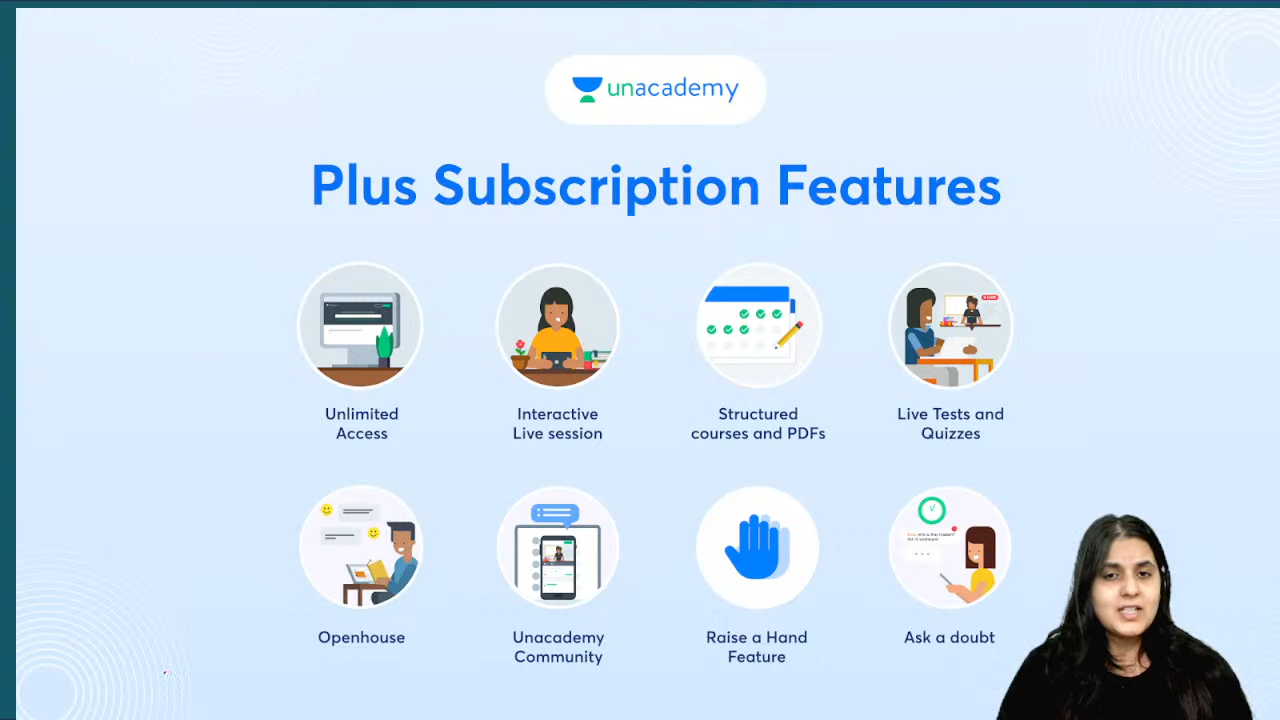 unacademy
Plus Subscription Features
Unlimited
Access
Interactive
Live session
Structured
courses and PDFs
Live Tests and
Quizzes
Openhouse
Unacademy
Community
Raise a Hand
Feature
Ask a doubt